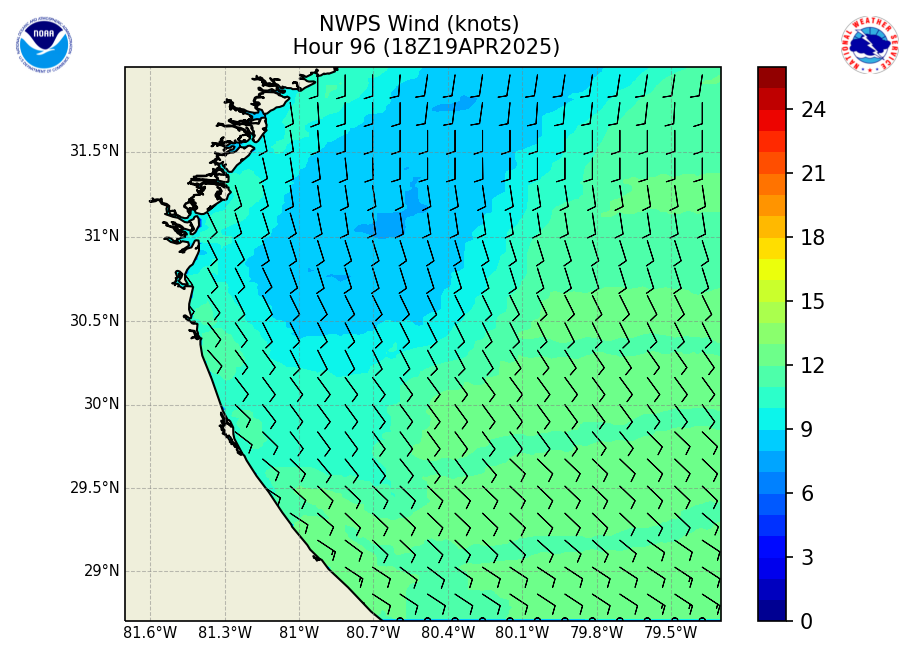 NWPS Wind (knots)
Hour 96 (18Z19APR2025)
NOAA
NATIONAL WEATHER SERVICE
31.5°N
31°N
30.5°N
30°N
29.5°N
29°N
81.6°W 81.3°W 81°W 80.7°W 80.4°W 80.1°W 79.8°W 79.5°W
24
21
18
15
12
9
6
3
0